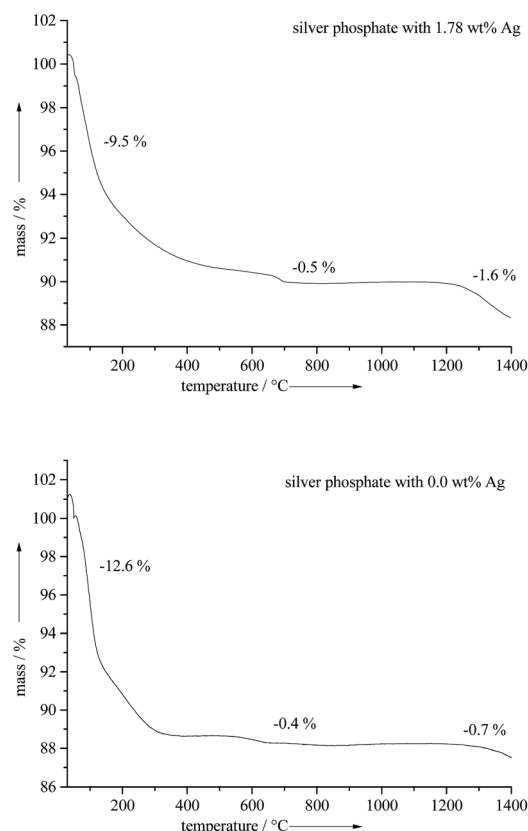 silver phosphate with 1.78 wt% Ag
100
98
-9.5 %
96
94
mass / %
92
-0.5 %
-1.6 %
90
88
200 400 600 800 1000 1200 1400
temperature / °C
silver phosphate with 0.0 wt% Ag
102
100
98
-12.6 %
96
94
mass / %
92
90
-0.4 %
-0.7 %
88
86
200 400 600 800 1000 1200 1400
temperature / °C